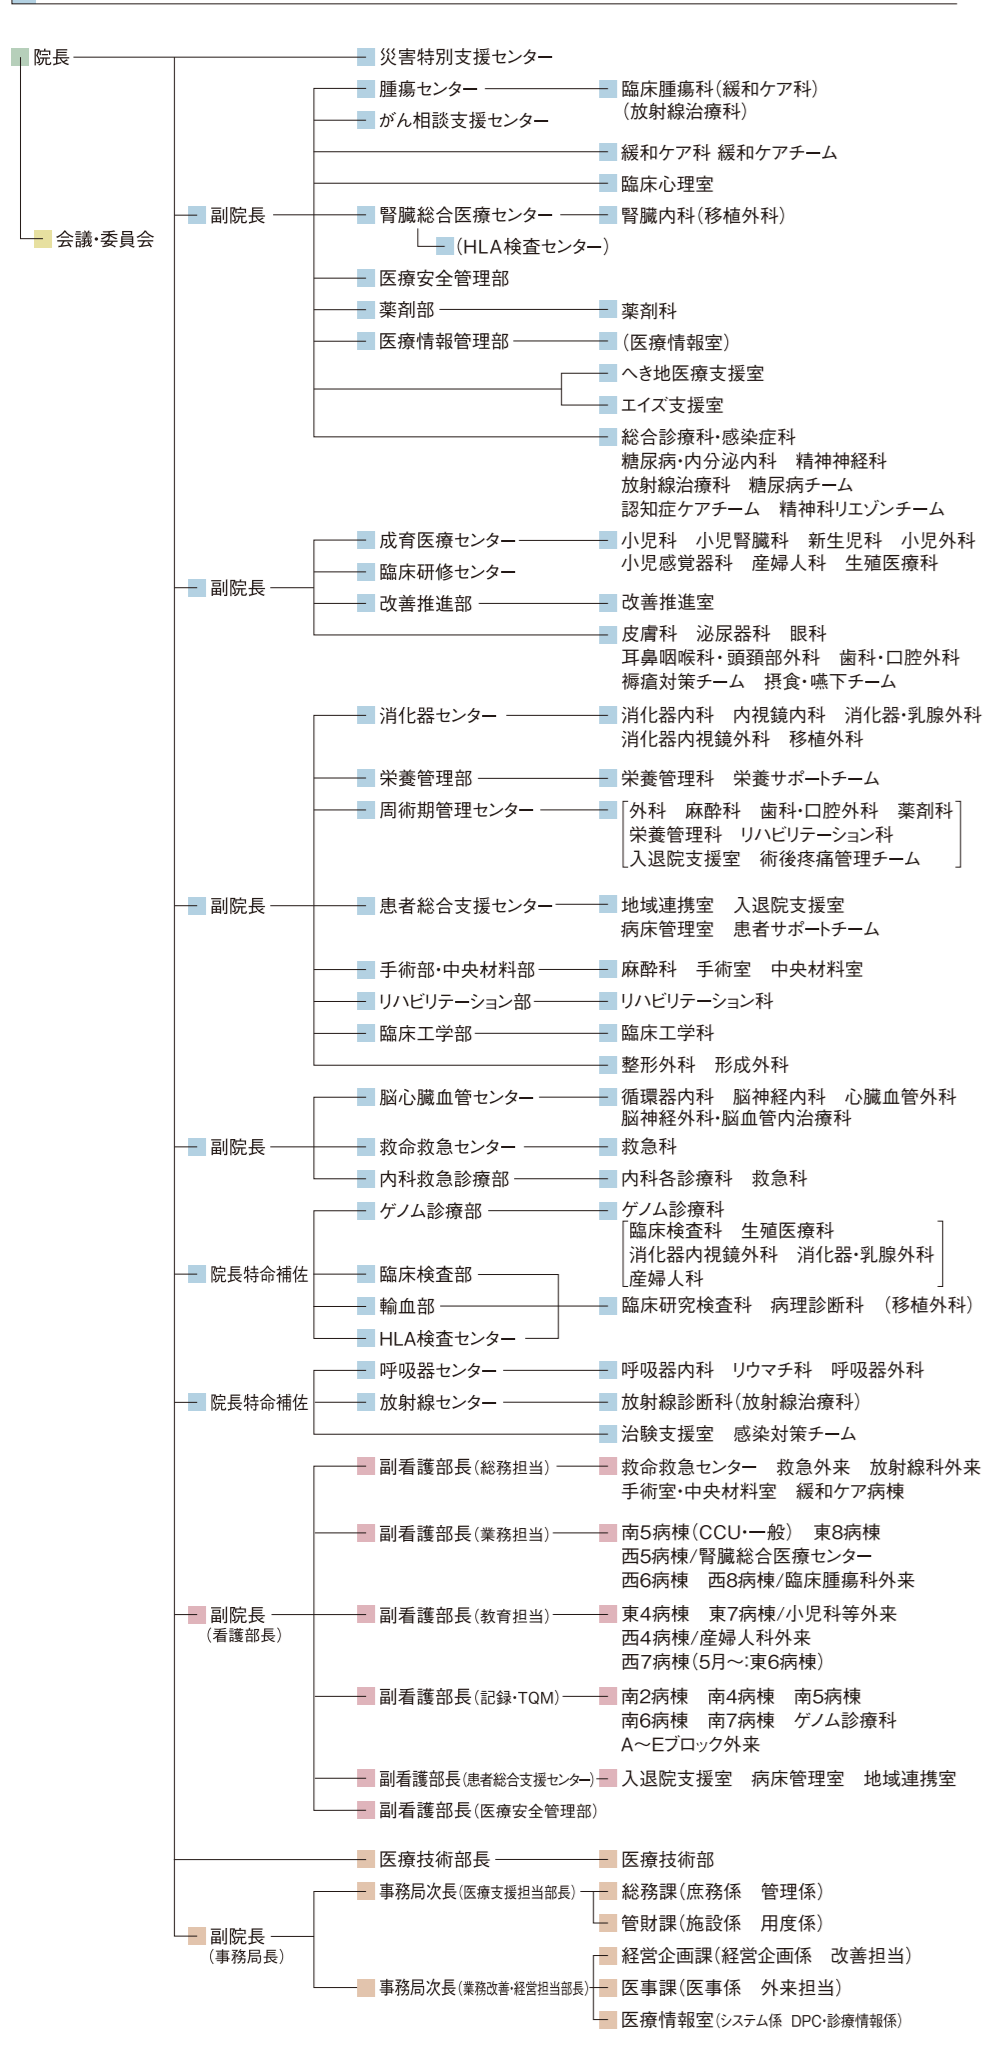 院長
災害特別支援センター
腫瘍センター
臨床腫瘍科(緩和ケア科)
(放射線治療科)
がん相談支援センター
緩和ケア科 緩和ケアチーム
臨床心理室
副院長
腎臓総合医療センター
腎臓内科(移植外科)
会議・委員会
(HLA検査センター)
医療安全管理部
薬剤部
薬剤科
医療情報管理部
(医療情報室)
へき地医療支援室
エイズ支援室
総合診療科・感染症科
糖尿病・内分泌内科 精神神経科
放射線治療科 糖尿病チーム
認知症ケアチーム 精神科リエゾンチーム
成育医療センター
小児科 小児腎臓科 新生児科 小児外科
小児感覚器科 産婦人科 生殖医療科
臨床研修センター
副院長
改善推進部
改善推進室
皮膚科 泌尿器科 眼科
耳鼻咽喉科・頭頚部外科 歯科・口腔外科
褥瘡対策チーム 摂食・嚥下チーム
消化器センター
消化器内科 内視鏡内科 消化器・乳腺外科
消化器内視鏡外科 移植外科
栄養管理部
栄養管理科 栄養サポートチーム
周術期管理センター
外科 麻酔科 歯科・口腔外科 薬剤科
栄養管理科 リハビリテーション科
入退院支援室 術後疼痛管理チーム
副院長
患者総合支援センター
地域連携室 入退院支援室
病床管理室 患者サポートチーム
手術部・中央材料部
麻酔科 手術室 中央材料室
リハビリテーション部
リハビリテーション科
臨床工学部
臨床工学科
整形外科 形成外科
脳心臓血管センター
循環器内科 脳神経内科 心臓血管外科
脳神経外科・脳血管内治療科
副院長
救命救急センター
救急科
内科救急診療部
内科各診療科 救急科
ゲノム診療部
ゲノム診療科
臨床検査科 生殖医療科
消化器内視鏡外科 消化器・乳腺外科
産婦人科
院長特命補佐
臨床検査部
輸血部
臨床研究検査科 病理診断科 (移植外科)
HLA検査センター
呼吸器センター
呼吸器内科 リウマチ科 呼吸器外科
院長特命補佐
放射線センター
放射線診断科(放射線治療科)
治験支援室 感染対策チーム
副看護部長(総務担当)
救命救急センター 救急外来 放射線科外来
手術室・中央材料室 緩和ケア病棟
副看護部長(業務担当)
南5病棟(CCU・一般) 東8病棟
西5病棟/腎臓総合医療センター
西6病棟 西8病棟/臨床腫瘍科外来
副院長
(看護部長)
副看護部長(教育担当)
東4病棟 東7病棟/小児科等外来
西4病棟/産婦人科外来
西7病棟(5月〜:東6病棟)
副看護部長(記録・TQM)
南2病棟 南4病棟 南5病棟
南6病棟 南7病棟 ゲノム診療科
A〜Eブロック外来
副看護部長(患者総合支援センター)
入退院支援室 病床管理室 地域連携室
副看護部長(医療安全管理部)
医療技術部長
医療技術部
事務局次長(医療支援担当部長)
総務課(庶務係 管理係)
管財課(施設係 用度係)
副院長
(事務局長)
経営企画課(経営企画係 改善担当)
事務局次長(業務改善・経営担当部長)
医事課(医事係 外来担当)
医療情報室(システム係 DPC・診療情報係)